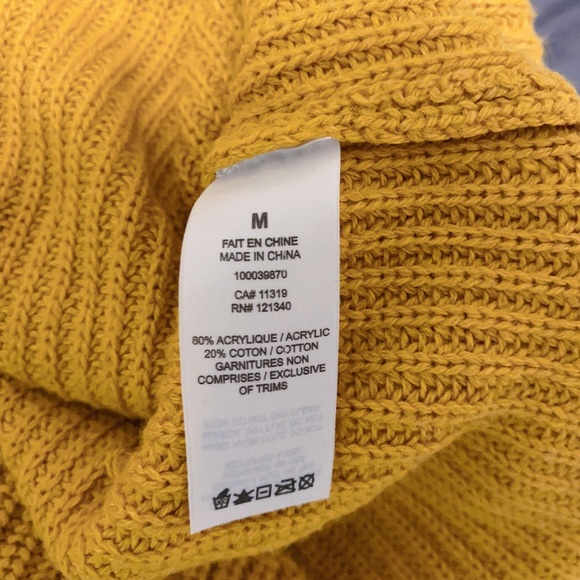 M
FAIT EN CHINE
MADE IN CHINA
100039870
CA# 11319
RN# 121340
80% ACRYLIQUE / ACRYLIC
20% COTON / COTTON
GARNITURES NON
COMPRISES / EXCLUSIVE
OF TRIMS